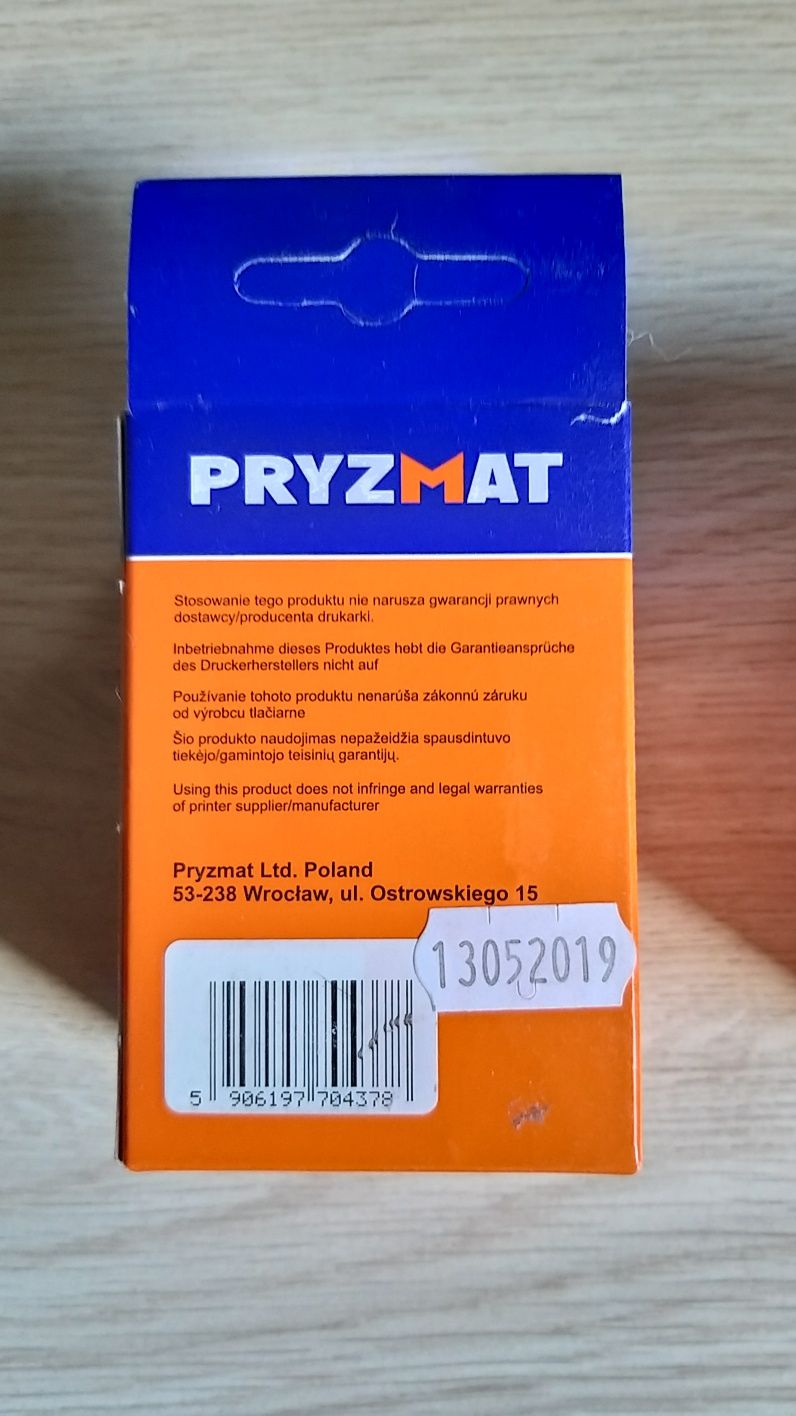 PRYZMAT
Stosowanie tego produktu nie narusza gwarancji prawnych
dostawcy/producenta drukarki.
Inbetriebnahme dieses Produktes hebt die Garantieansprüche
des Druckerherstellers nicht auf
Používanie tohoto produktu nenarúša zákonnú záruku
od výrobcu tlačiarne
Šio produkto naudojimas nepažeidžia spausdintuvo
tiekėjo/gamintojo teisinių garantijų.
Using this product does not infringe and legal warranties
of printer supplier/manufacturer
Pryzmat Ltd. Poland
53-238 Wrocław, ul. Ostrowskiego 15
13052019
5 906197 704378